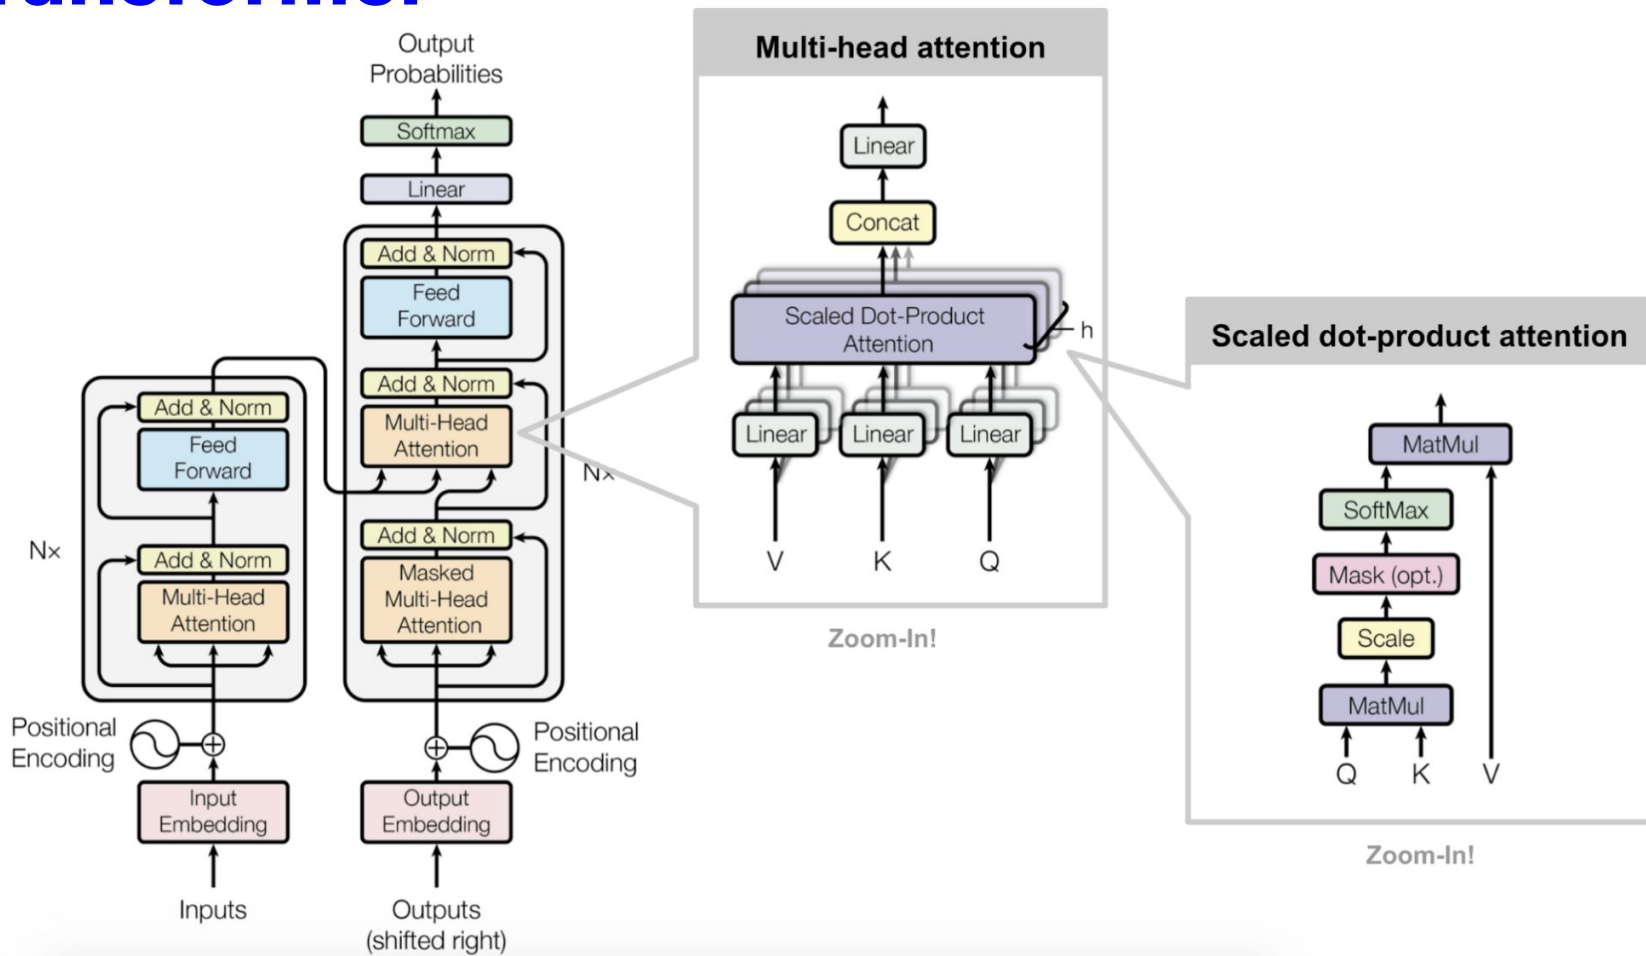 Output
Probabilities
Softmax
Linear
Add & Norm
Feed
Forward
Add & Norm
Multi-Head
Attention
Add & Norm
Masked
Multi-Head
Attention
N×
Positional
Encoding
Output
Embedding
Outputs
(shifted right)
Add & Norm
Feed
Forward
Add & Norm
Multi-Head
Attention
N×
Positional
Encoding
Input
Embedding
Inputs
Multi-head attention
Linear
Concat
Scaled Dot-Product
Attention
h
Linear
Linear
Linear
V
K
Q
Zoom-In!
Scaled dot-product attention
MatMul
SoftMax
Mask (opt.)
Scale
MatMul
Q
K
V
Zoom-In!